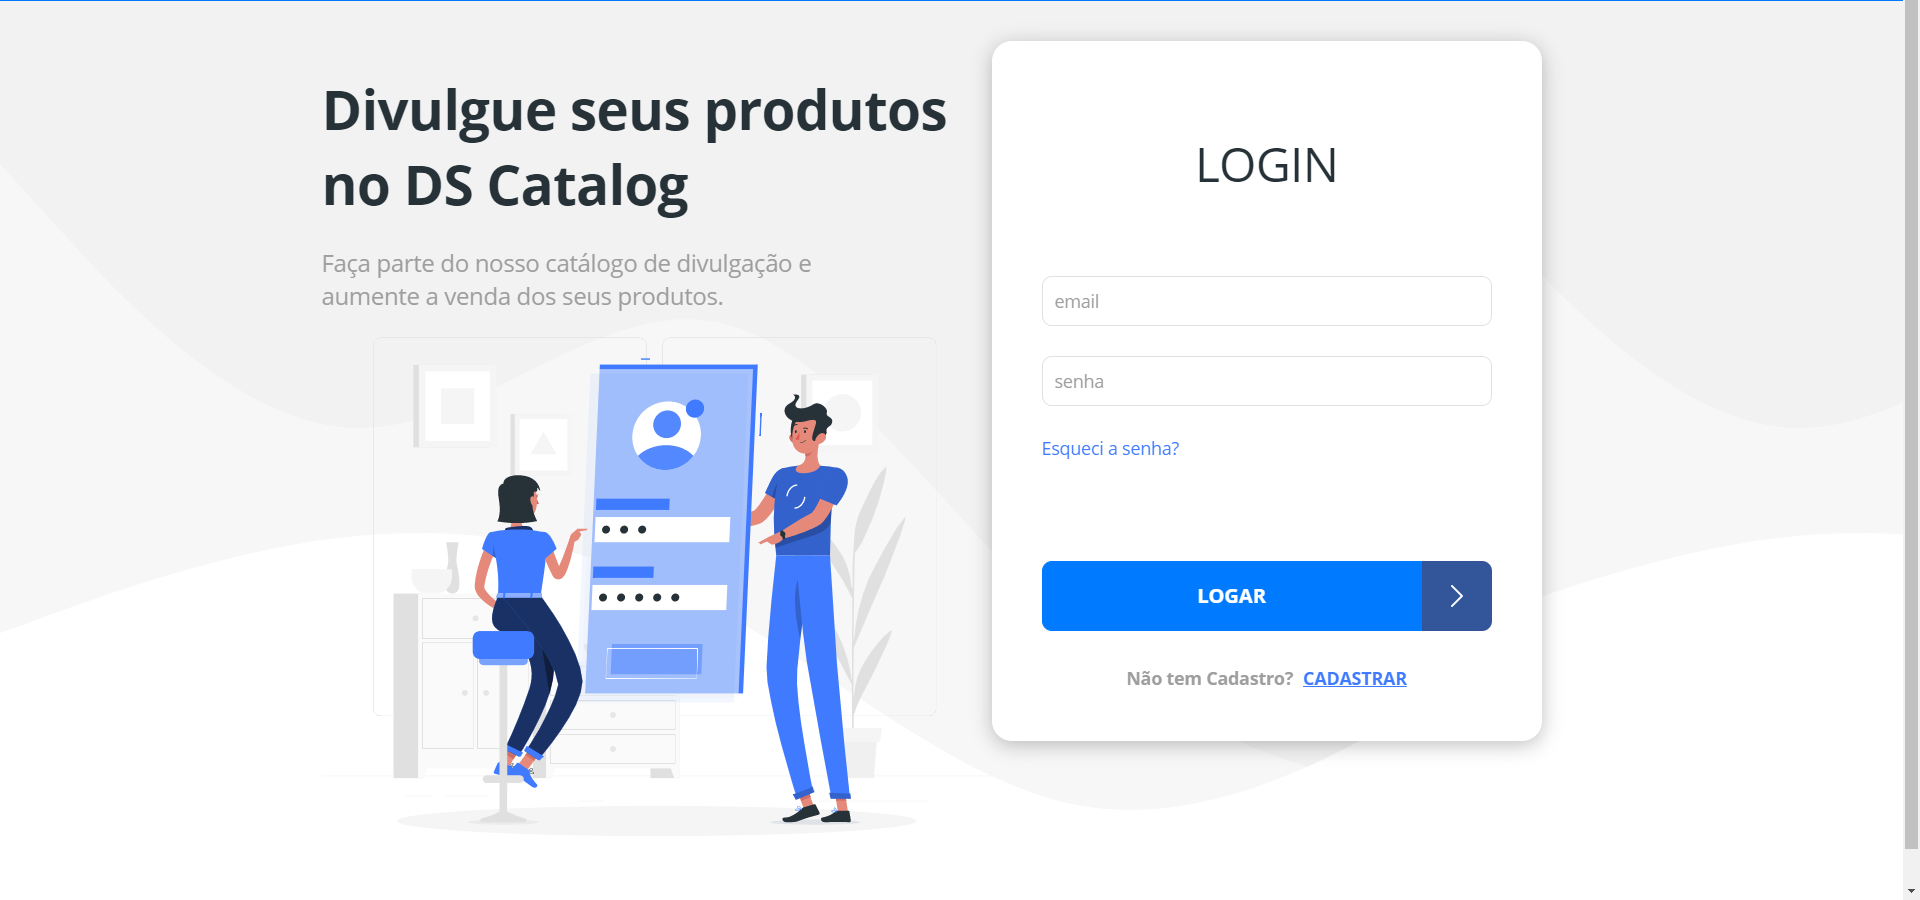 Divulgue seus produtos
no DS Catalog
Faça parte do nosso catálogo de divulgação e
aumente a venda dos seus produtos.
LOGIN
email
senha
Esqueci a senha?
LOGAR
Não tem Cadastro? CADASTRAR